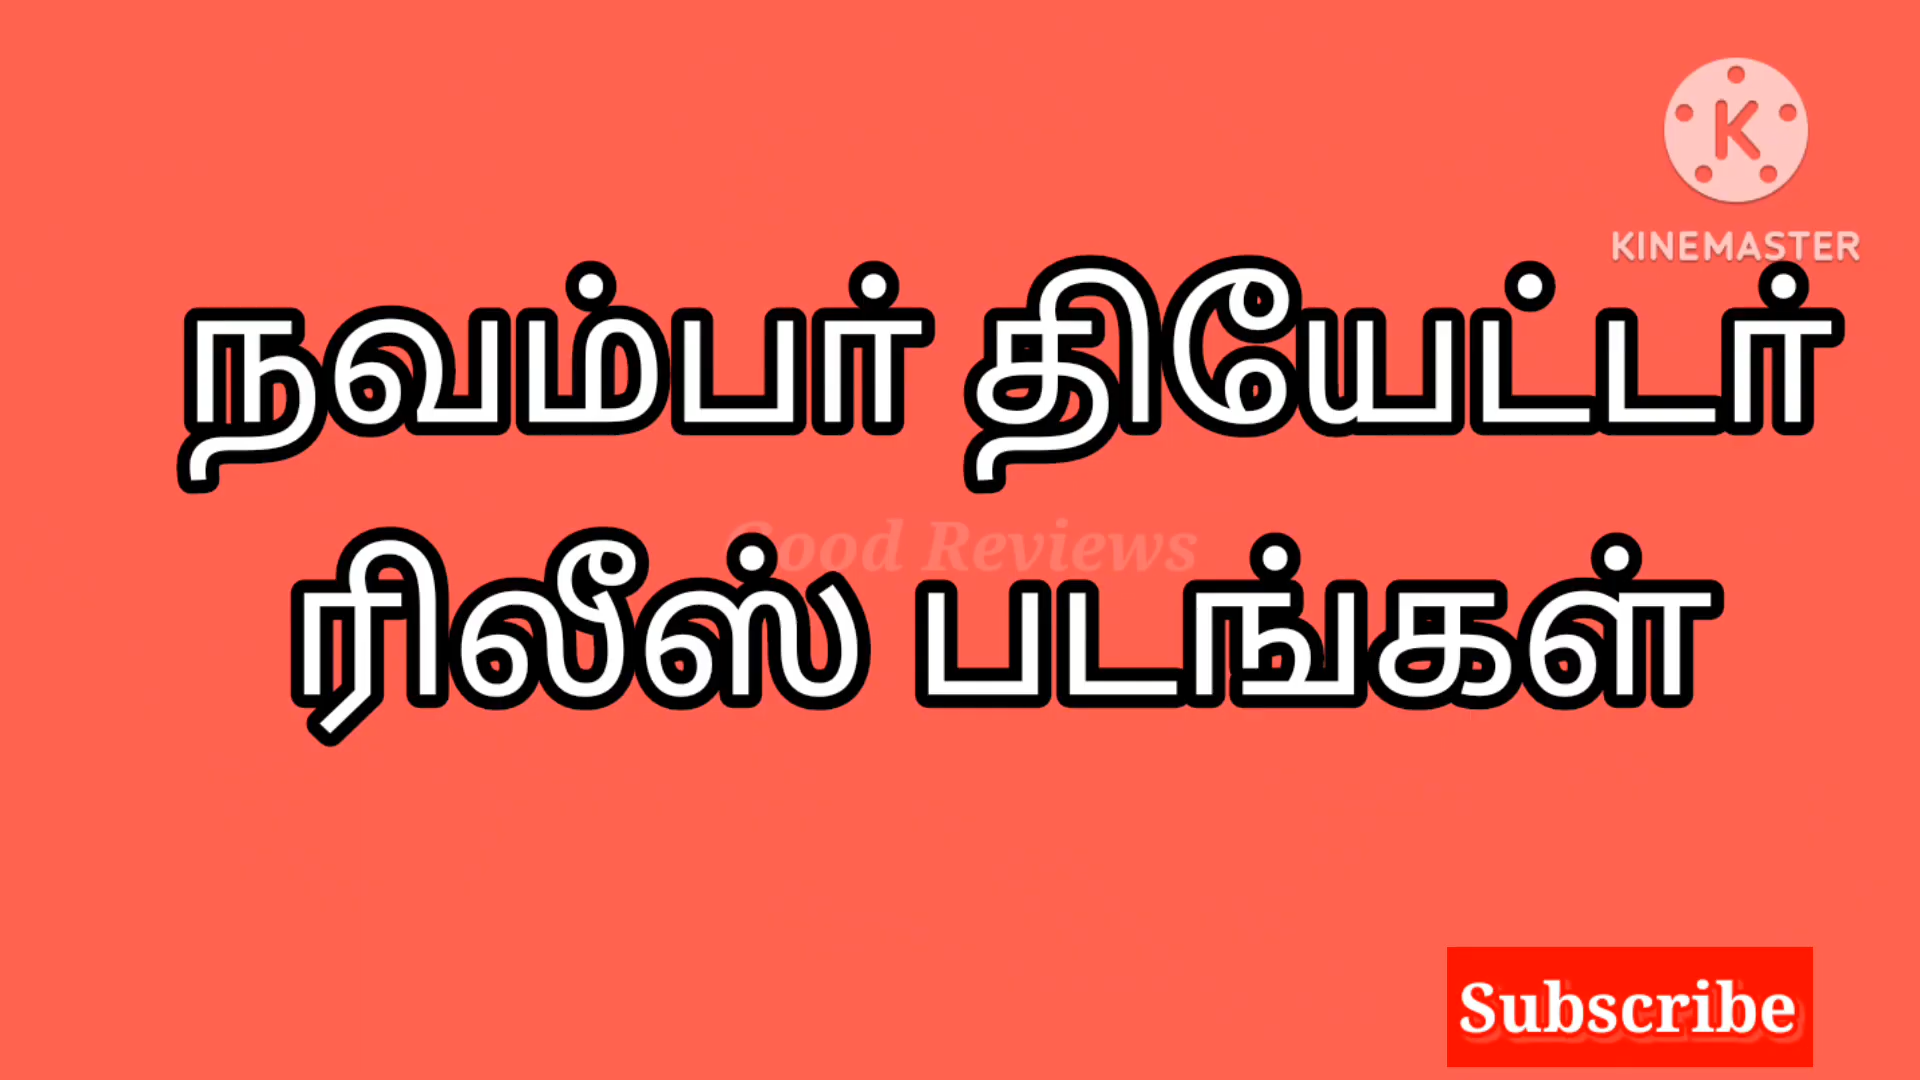 KINEMASTER
நவம்பர் தியேட்டர்
Good Reviews
ரிலீஸ் படங்கள்
Subscribe